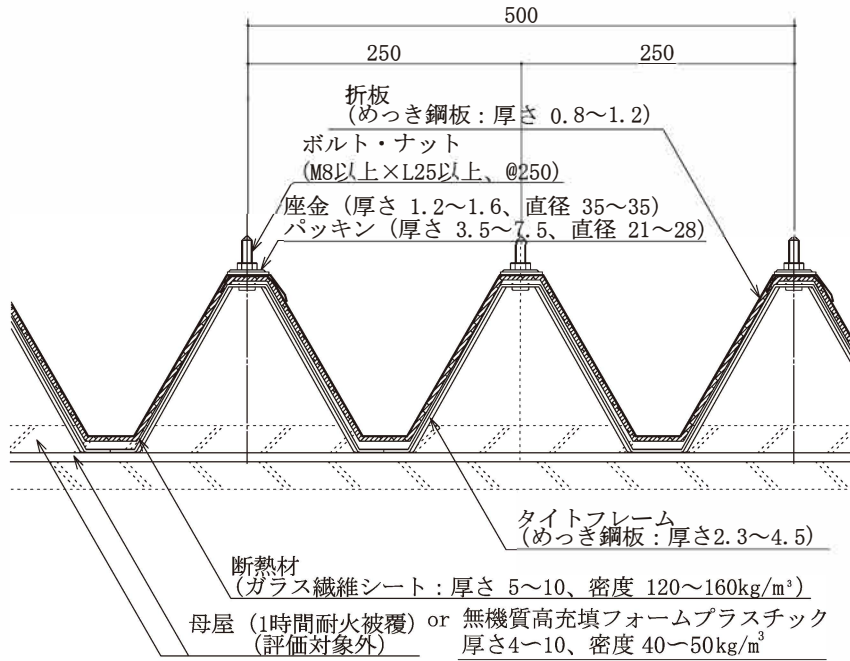 500
250
250
折板
(めっき鋼板：厚さ 0.8～1.2)
ボルト・ナット
(M8以上×L25以上、@250)
座金 (厚さ 1.2～1.6、直径 35～35)
パッキン (厚さ 3.5～7.5、直径 21～28)
タイトフレーム
(めっき鋼板：厚さ2.3～4.5)
断熱材
(ガラス繊維シート：厚さ 5～10、密度 120～160kg/m³)
母屋 (1時間耐火被覆) or 無機質高充填フォームプラスチック
(評価対象外) 厚さ4～10、密度 40～50kg/m³